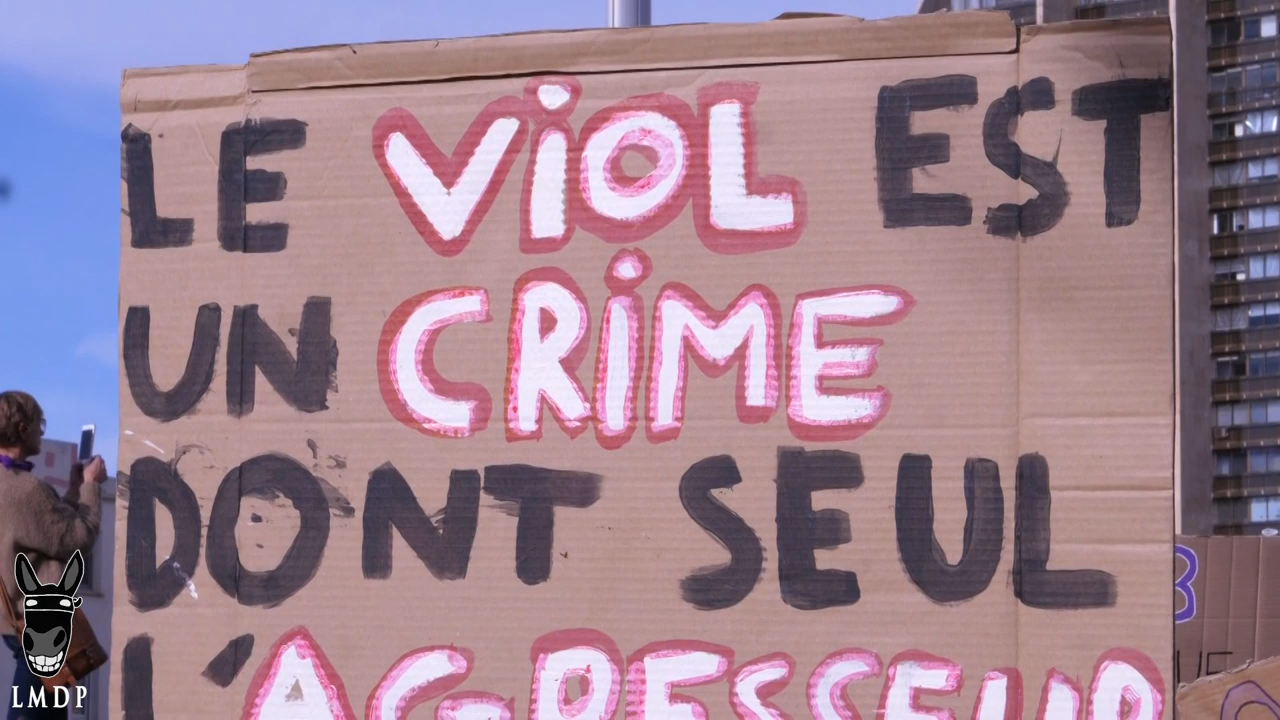 LE ViOL EST
UN CRiME
DONT SEUL
L'AGRESSEUR
LMDP